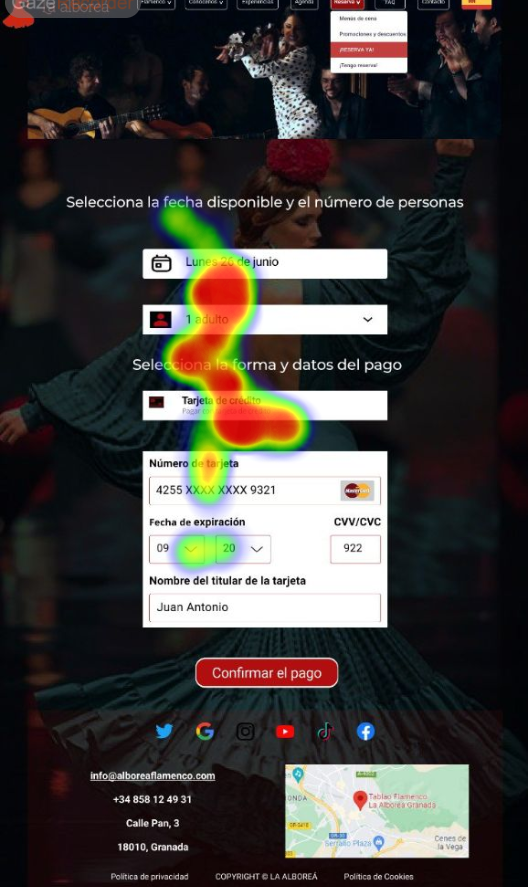 Flamenco
Conócenos
Experiencias
Agenda
Reserva
FAQ
Contacto
alborea
Menús de cena
Promociones y descuentos
¡RESERVA YA!
¡Tengo reserva!
Selecciona la fecha disponible y el número de personas
Lunes 26 de junio
1 adulto
Selecciona la forma y datos del pago
Tarjeta de crédito
Número de tarjeta
4255 XXXX XXXX 9321
Fecha de expiración CVV/CVC
09 20 922
Nombre del titular de la tarjeta
Juan Antonio
Confirmar el pago
info@alboreaflamenco.com
+34 858 12 49 31
Calle Pan, 3
18010, Granada
Tablao Flamenco
La Alboreá Granada
Serrallo Plaza
Cenes de
la Vega
Política de privacidad COPYRIGHT © LA ALBOREÁ Política de Cookies